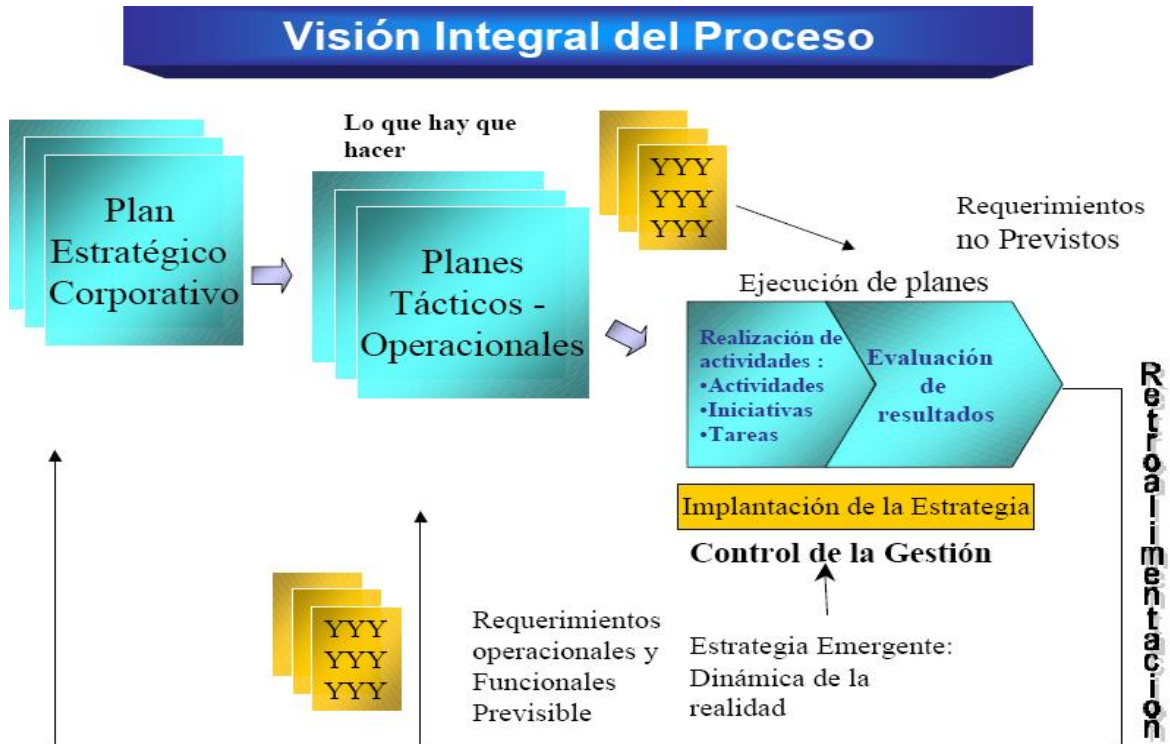 Visión Integral del Proceso
Lo que hay que
hacer
Plan
Estratégico
Corporativo
Planes
Tácticos -
Operacionales
YYY
YYY
YYY
Requerimientos
no Previstos
Ejecución de planes
Realización de
actividades :
•Actividades
•Iniciativas
•Tareas
Evaluación
de
resultados
Implantación de la Estrategia
Control de la Gestión
YYY
YYY
YYY
Requerimientos
operacionales y
Funcionales
Previsible
Estrategia Emergente:
Dinámica de la
realidad
Retroalimentacion